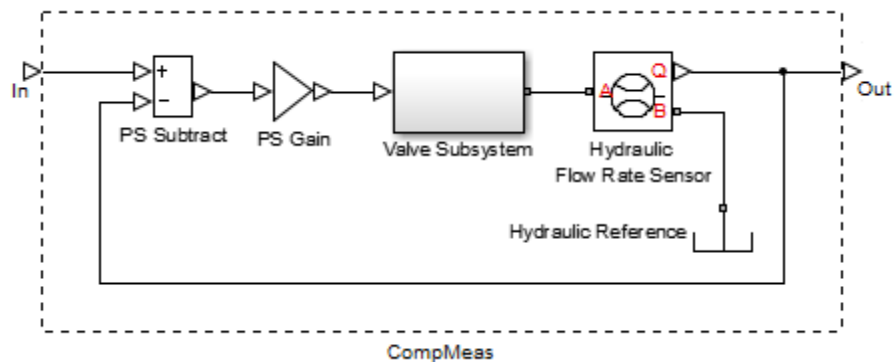 In
+
−
PS Subtract
PS Gain
Valve Subsystem
A
Q
B
Hydraulic
Flow Rate Sensor
Out
Hydraulic Reference
CompMeas